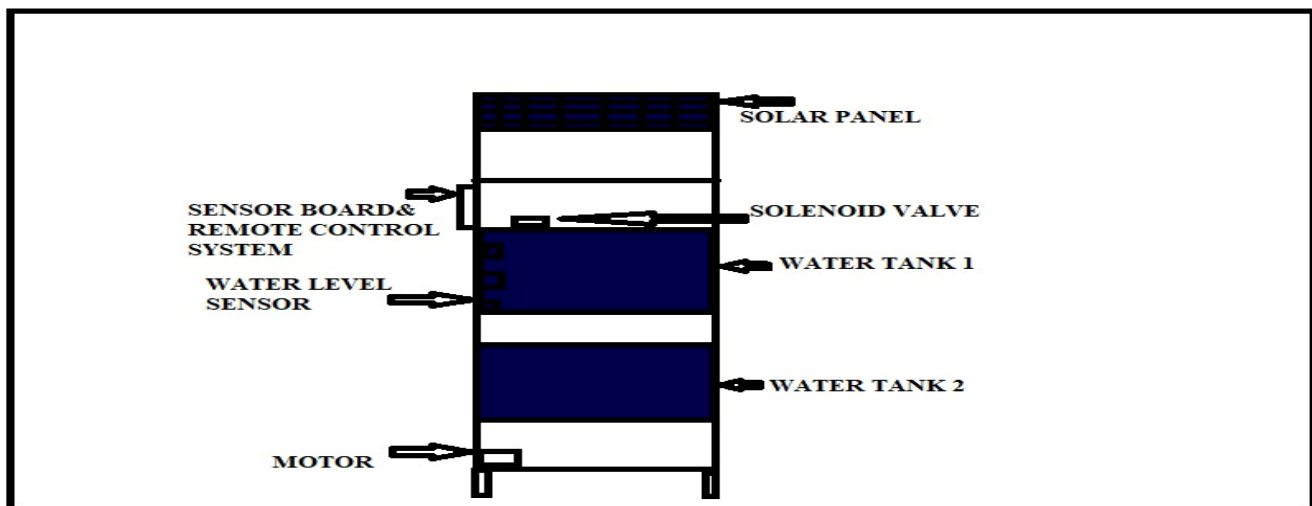 SOLAR PANEL
SENSOR BOARD&
REMOTE CONTROL
SYSTEM
SOLENOID VALVE
WATER TANK 1
WATER LEVEL
SENSOR
WATER TANK 2
MOTOR